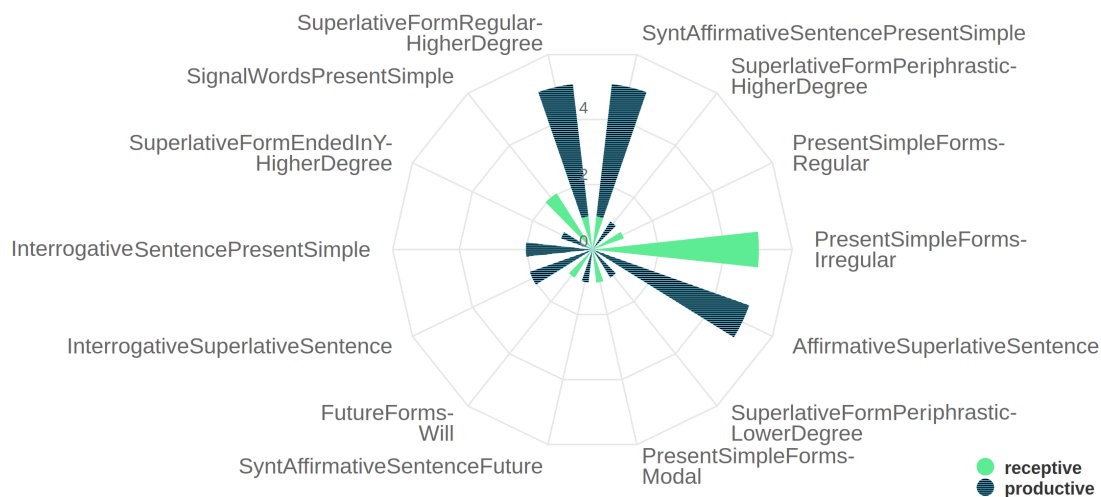 SuperlativeFormRegular-
HigherDegree
SyntAffirmativeSentencePresentSimple
SignalWordsPresentSimple
SuperlativeFormPeriphrastic-
HigherDegree
4
SuperlativeFormEndedInY-
HigherDegree
PresentSimpleForms-
Regular
2
InterrogativeSentencePresentSimple
0
PresentSimpleForms-
Irregular
InterrogativeSuperlativeSentence
AffirmativeSuperlativeSentence
FutureForms-
Will
SuperlativeFormPeriphrastic-
LowerDegree
SyntAffirmativeSentenceFuture
PresentSimpleForms-
Modal
receptive
productive